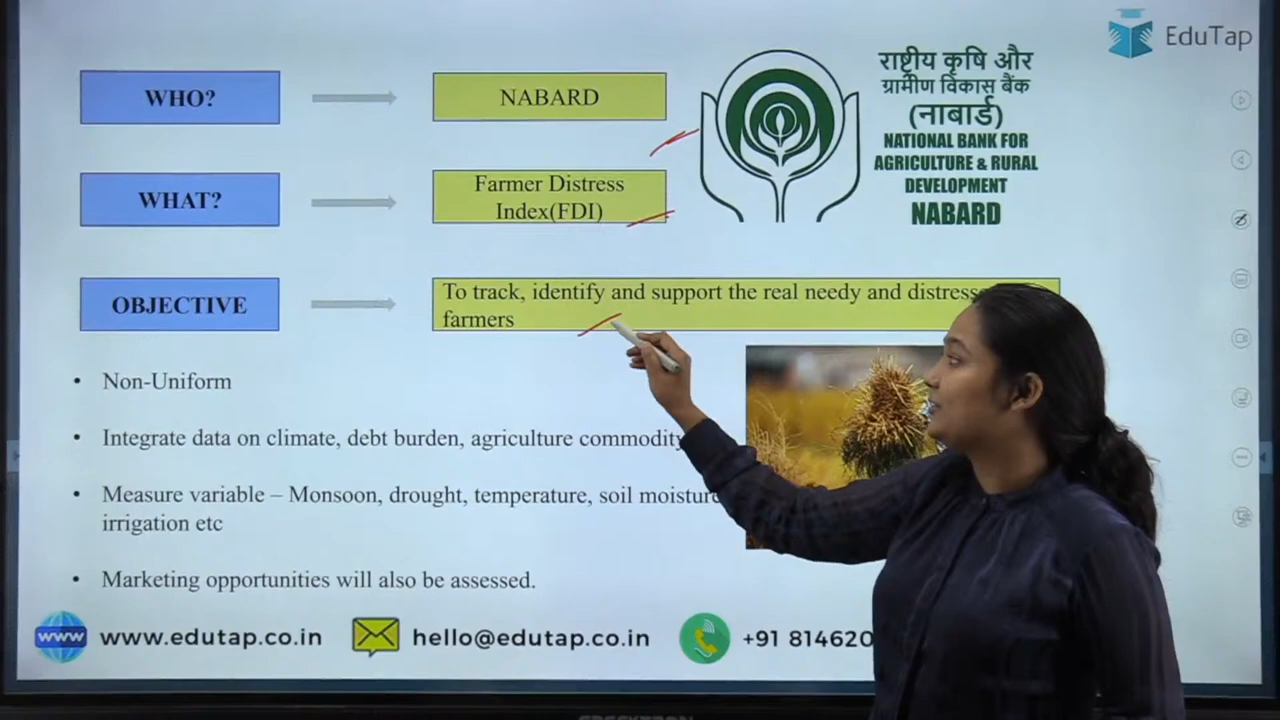 EduTap
WHO?
NABARD
राष्ट्रीय कृषि और
ग्रामीण विकास बैंक
(नाबार्ड)
NATIONAL BANK FOR
AGRICULTURE & RURAL
DEVELOPMENT
NABARD
WHAT?
Farmer Distress
Index(FDI)
OBJECTIVE
To track, identify and support the real needy and
farmers
• Non-Uniform
• Integrate data on climate, debt burden, agriculture commodity
• Measure variable – Monsoon, drought, temperature, soil moisture
irrigation etc
• Marketing opportunities will also be assessed.
www
www.edutap.co.in
hello@edutap.co.in
+91 814620